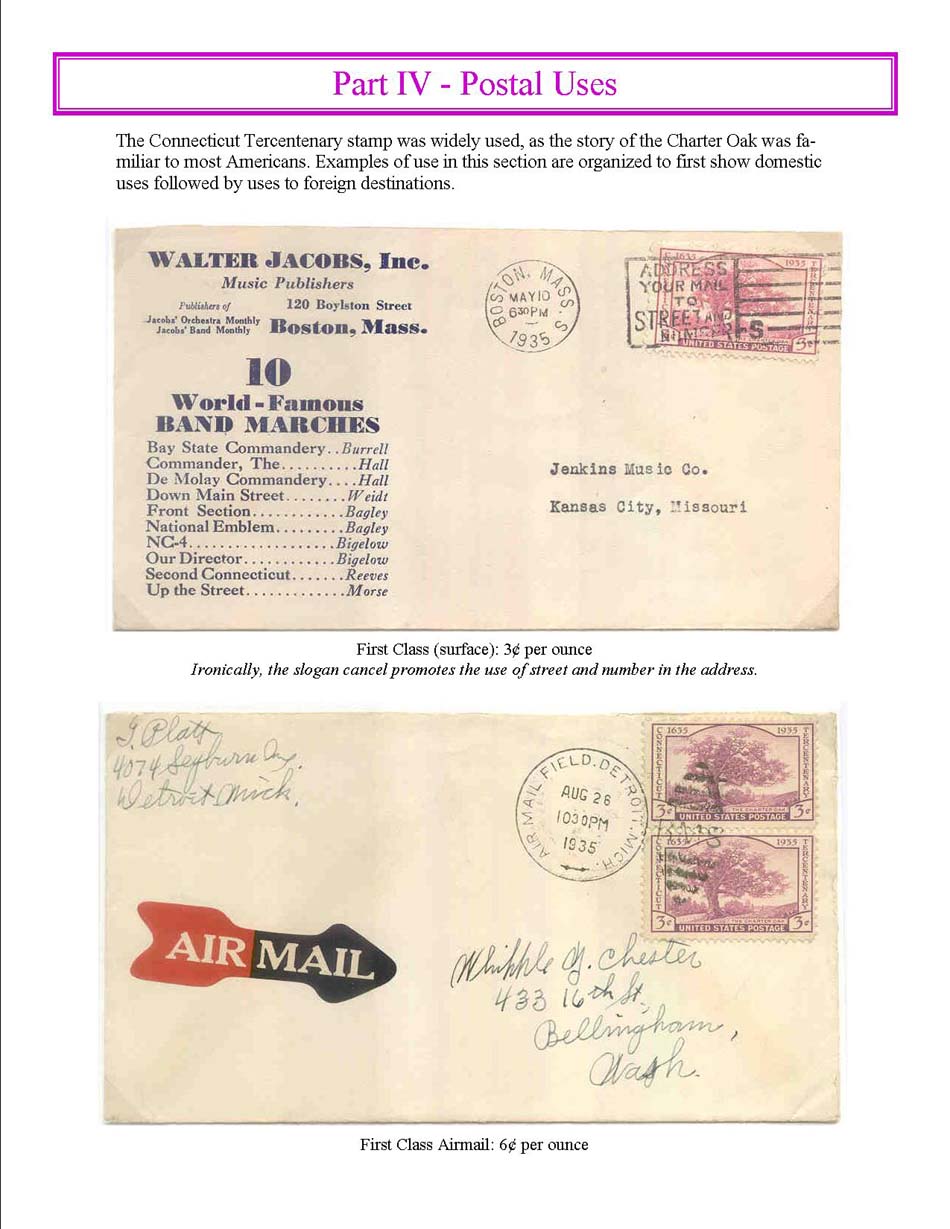 Part IV - Postal Uses
The Connecticut Tercentenary stamp was widely used, as the story of the Charter Oak was fa-
miliar to most Americans. Examples of use in this section are organized to first show domestic
uses followed by uses to foreign destinations.
WALTER JACOBS, Inc.
Music Publishers
Publishers of 120 Boylston Street
Jacobs' Orchestra Monthly
Jacobs' Band Monthly
Boston, Mass.
10
World-Famous
BAND MARCHES
Bay State Commandery..Burrell
Commander, The..........Hall
De Molay Commandery....Hall
Down Main Street........Weidt
Front Section............Bagley
National Emblem.........Bagley
NC-4...................Bigelow
Our Director............Bigelow
Second Connecticut.......Reeves
Up the Street.............Morse
BOSTON, MASS.
MAY 10
630PM
1935
S
ADDRESS
YOUR MAIL
TO
STREET AND
NUMBER
1635 1935
UNITED STATES POSTAGE 3¢
Jenkins Music Co.
Kansas City, Missouri
First Class (surface): 3¢ per ounce
Ironically, the slogan cancel promotes the use of street and number in the address.
Platt
4074 Seyburn Av.
Detroit Mich.
AIR MAIL FIELD. DETROIT. MICH.
AUG 28
1030PM
1935
1635 1935
CONNECTICUT
TERCENTENARY
THE CHARTER OAK
3¢ UNITED STATES POSTAGE 3¢
1635 1935
CONNECTICUT
TERCENTENARY
THE CHARTER OAK
3¢ UNITED STATES POSTAGE 3¢
AIR MAIL
Whipple Y. Chester
433 16th St,
Bellingham,
Wash.
First Class Airmail: 6¢ per ounce